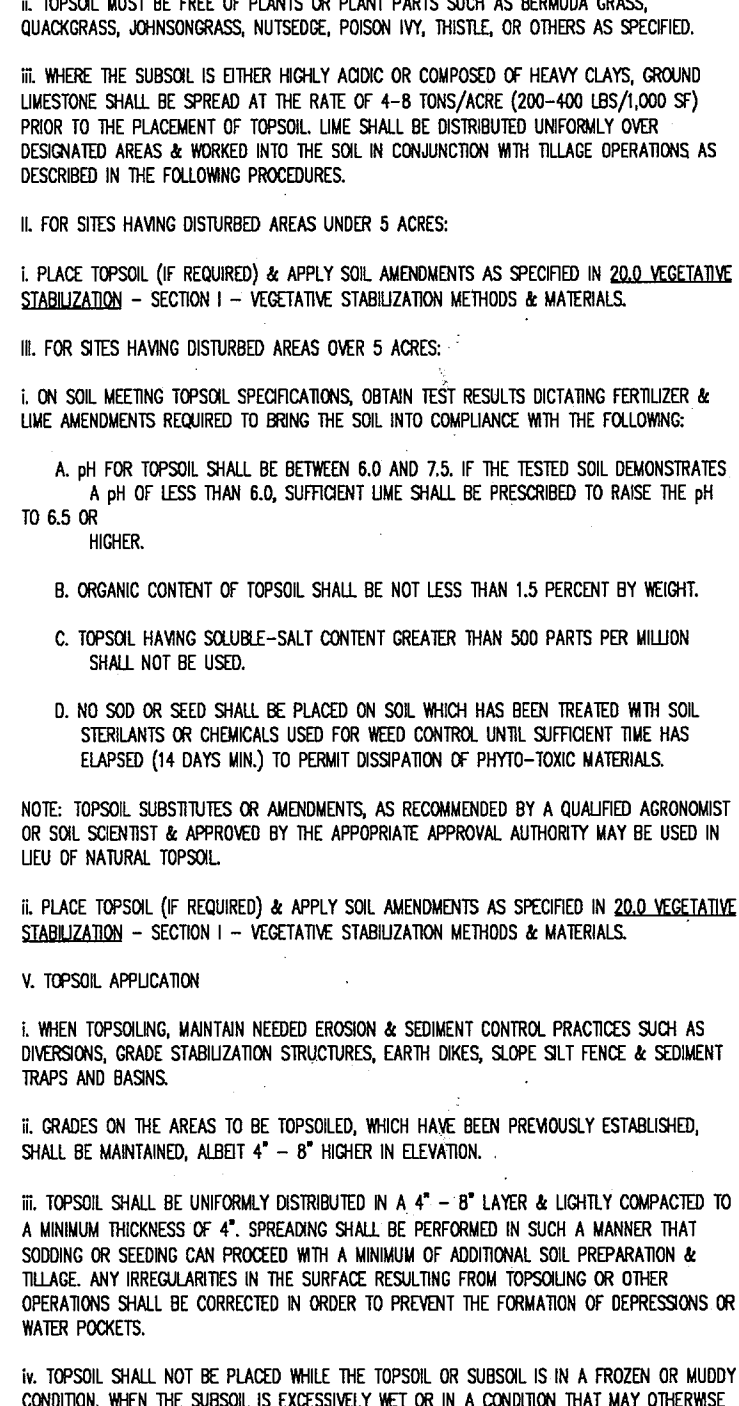 ii. TOPSOIL MUST BE FREE OF PLANTS OR PLANT PARTS SUCH AS BERMUDA GRASS,
QUACKGRASS, JOHNSONGRASS, NUTSEDGE, POISON IVY, THISTLE, OR OTHERS AS SPECIFIED.
iii. WHERE THE SUBSOIL IS EITHER HIGHLY ACIDIC OR COMPOSED OF HEAVY CLAYS, GROUND
LIMESTONE SHALL BE SPREAD AT THE RATE OF 4-8 TONS/ACRE (200-400 LBS/1,000 SF)
PRIOR TO THE PLACEMENT OF TOPSOIL. LIME SHALL BE DISTRIBUTED UNIFORMLY OVER
DESIGNATED AREAS & WORKED INTO THE SOIL IN CONJUNCTION WITH TILLAGE OPERATIONS AS
DESCRIBED IN THE FOLLOWING PROCEDURES.
II. FOR SITES HAVING DISTURBED AREAS UNDER 5 ACRES:
i. PLACE TOPSOIL (IF REQUIRED) & APPLY SOIL AMENDMENTS AS SPECIFIED IN 20.0 VEGETATIVE
STABILIZATION - SECTION I - VEGETATIVE STABILIZATION METHODS & MATERIALS.
III. FOR SITES HAVING DISTURBED AREAS OVER 5 ACRES:
i. ON SOIL MEETING TOPSOIL SPECIFICATIONS, OBTAIN TEST RESULTS DICTATING FERTILIZER &
LIME AMENDMENTS REQUIRED TO BRING THE SOIL INTO COMPLIANCE WITH THE FOLLOWING:
A. pH FOR TOPSOIL SHALL BE BETWEEN 6.0 AND 7.5. IF THE TESTED SOIL DEMONSTRATES
A pH OF LESS THAN 6.0, SUFFICIENT LIME SHALL BE PRESCRIBED TO RAISE THE pH
TO 6.5 OR
HIGHER.
B. ORGANIC CONTENT OF TOPSOIL SHALL BE NOT LESS THAN 1.5 PERCENT BY WEIGHT.
C. TOPSOIL HAVING SOLUBLE-SALT CONTENT GREATER THAN 500 PARTS PER MILLION
SHALL NOT BE USED.
D. NO SOD OR SEED SHALL BE PLACED ON SOIL WHICH HAS BEEN TREATED WITH SOIL
STERILANTS OR CHEMICALS USED FOR WEED CONTROL UNTIL SUFFICIENT TIME HAS
ELAPSED (14 DAYS MIN.) TO PERMIT DISSIPATION OF PHYTO-TOXIC MATERIALS.
NOTE: TOPSOIL SUBSTITUTES OR AMENDMENTS, AS RECOMMENDED BY A QUALIFIED AGRONOMIST
OR SOIL SCIENTIST & APPROVED BY THE APPOPRIATE APPROVAL AUTHORITY MAY BE USED IN
LIEU OF NATURAL TOPSOIL.
ii. PLACE TOPSOIL (IF REQUIRED) & APPLY SOIL AMENDMENTS AS SPECIFIED IN 20.0 VEGETATIVE
STABILIZATION - SECTION I - VEGETATIVE STABILIZATION METHODS & MATERIALS.
V. TOPSOIL APPLICATION
i. WHEN TOPSOILING, MAINTAIN NEEDED EROSION & SEDIMENT CONTROL PRACTICES SUCH AS
DIVERSIONS, GRADE STABILIZATION STRUCTURES, EARTH DIKES, SLOPE SILT FENCE & SEDIMENT
TRAPS AND BASINS.
ii. GRADES ON THE AREAS TO BE TOPSOILED, WHICH HAVE BEEN PREVIOUSLY ESTABLISHED,
SHALL BE MAINTAINED, ALBEIT 4" - 8" HIGHER IN ELEVATION.
iii. TOPSOIL SHALL BE UNIFORMLY DISTRIBUTED IN A 4" - 8" LAYER & LIGHTLY COMPACTED TO
A MINIMUM THICKNESS OF 4". SPREADING SHALL BE PERFORMED IN SUCH A MANNER THAT
SODDING OR SEEDING CAN PROCEED WITH A MINIMUM OF ADDITIONAL SOIL PREPARATION &
TILLAGE. ANY IRREGULARITIES IN THE SURFACE RESULTING FROM TOPSOILING OR OTHER
OPERATIONS SHALL BE CORRECTED IN ORDER TO PREVENT THE FORMATION OF DEPRESSIONS OR
WATER POCKETS.
iv. TOPSOIL SHALL NOT BE PLACED WHILE THE TOPSOIL OR SUBSOIL IS IN A FROZEN OR MUDDY
CONDITION, WHEN THE SUBSOIL IS EXCESSIVELY WET OR IN A CONDITION THAT MAY OTHERWISE